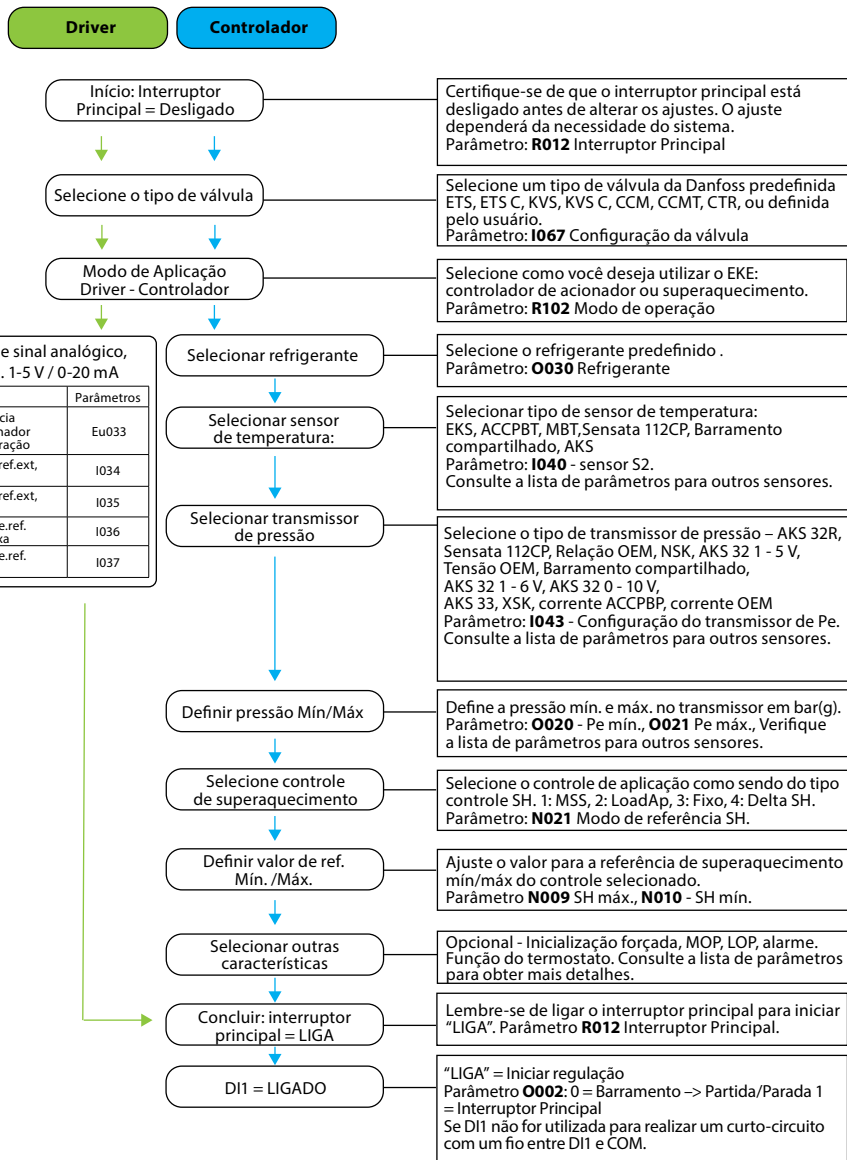 Driver
Controlador
Início: Interruptor
Principal = Desligado
Certifique-se de que o interruptor principal está
desligado antes de alterar os ajustes. O ajuste
dependerá da necessidade do sistema.
Parâmetro: R012 Interruptor Principal
Selecione o tipo de válvula
Selecione um tipo de válvula da Danfoss predefinida
ETS, ETS C, KVS, KVS C, CCM, CCMT, CTR, ou definida
pelo usuário.
Parâmetro: I067 Configuração da válvula
Modo de Aplicação
Driver - Controlador
Selecione como você deseja utilizar o EKE:
controlador de acionador ou superaquecimento.
Parâmetro: R102 Modo de operação
e sinal analógico,
. 1-5 V / 0-20 mA
Parâmetros
cia
nador
ração
Eu033
ref.ext,
I034
ref.ext,
I035
e.ref.
xa
I036
e.ref.
I037
Selecionar refrigerante
Selecione o refrigerante predefinido .
Parâmetro: O030 Refrigerante
Selecionar sensor
de temperatura:
Selecionar tipo de sensor de temperatura:
EKS, ACCPBT, MBT,Sensata 112CP, Barramento
compartilhado, AKS
Parâmetro: I040 - sensor S2.
Consulte a lista de parâmetros para outros sensores.
Selecionar transmissor
de pressão
Selecione o tipo de transmissor de pressão – AKS 32R,
Sensata 112CP, Relação OEM, NSK, AKS 32 1 - 5 V,
Tensão OEM, Barramento compartilhado,
AKS 32 1 - 6 V, AKS 32 0 - 10 V,
AKS 33, XSK, corrente ACCPBP, corrente OEM
Parâmetro: I043 - Configuração do transmissor de Pe.
Consulte a lista de parâmetros para outros sensores.
Definir pressão Mín/Máx
Define a pressão mín. e máx. no transmissor em bar(g).
Parâmetro: O020 - Pe mín., O021 Pe máx., Verifique
a lista de parâmetros para outros sensores.
Selecione controle
de superaquecimento
Selecione o controle de aplicação como sendo do tipo
controle SH. 1: MSS, 2: LoadAp, 3: Fixo, 4: Delta SH.
Parâmetro: N021 Modo de referência SH.
Definir valor de ref.
Mín. /Máx.
Ajuste o valor para a referência de superaquecimento
mín/máx do controle selecionado.
Parâmetro N009 SH máx., N010 - SH mín.
Selecionar outras
características
Opcional - Inicialização forçada, MOP, LOP, alarme.
Função do termostato. Consulte a lista de parâmetros
para obter mais detalhes.
Concluir: interruptor
principal = LIGA
Lembre-se de ligar o interruptor principal para iniciar
“LIGA”. Parâmetro R012 Interruptor Principal.
DI1 = LIGADO
“LIGA” = Iniciar regulação
Parâmetro O002: 0 = Barramento –> Partida/Parada 1
= Interruptor Principal
Se DI1 não for utilizada para realizar um curto-circuito
com um fio entre DI1 e COM.